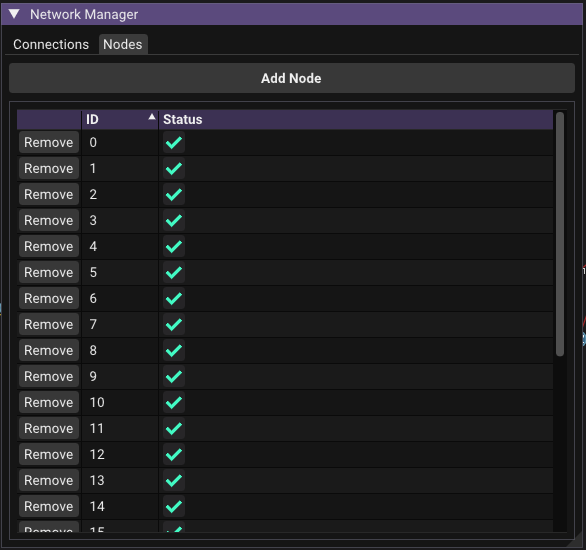 Network Manager
Connections Nodes
Add Node
ID Status
Remove 0
Remove 1
Remove 2
Remove 3
Remove 4
Remove 5
Remove 6
Remove 7
Remove 8
Remove 9
Remove 10
Remove 11
Remove 12
Remove 13
Remove 14
Remove 15